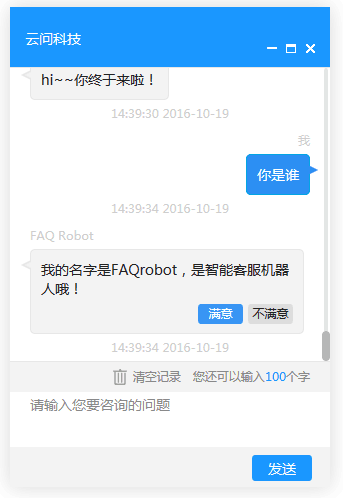 云问科技
hi~~你终于来啦！
14:39:30 2016-10-19
我
你是谁
14:39:34 2016-10-19
FAQ Robot
我的名字是FAQrobot，是智能客服机器
人哦！
满意 不满意
14:39:34 2016-10-19
清空记录 您还可以输入100个字
请输入您要咨询的问题
发送